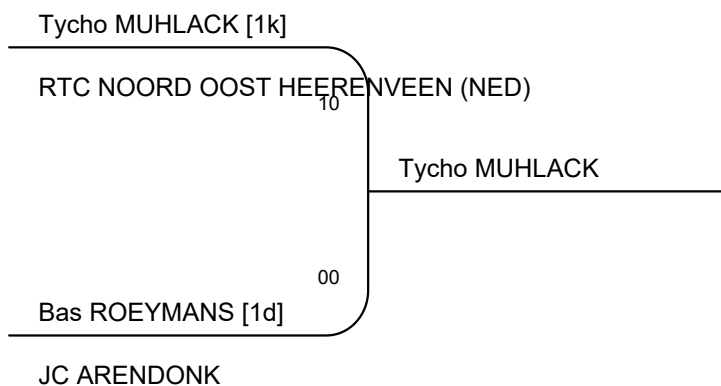 Tycho MUHLACK [1k]
RTC NOORD OOST HEERENVEEN (NED)
10
Tycho MUHLACK
00
Bas ROEYMANS [1d]
JC ARENDONK